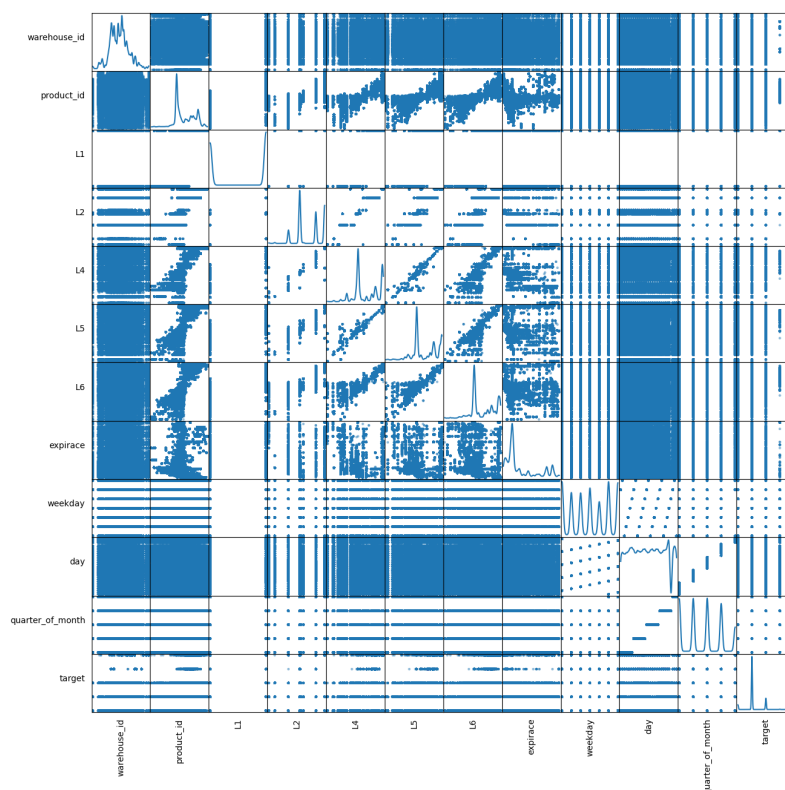 warehouse_id
product_id
L1
L2
L4
L5
L6
expirace
weekday
day
quarter_of_month
target
warehouse_id
product_id
L1
L2
L4
L5
L6
expirace
weekday
day
uarter_of_month
target